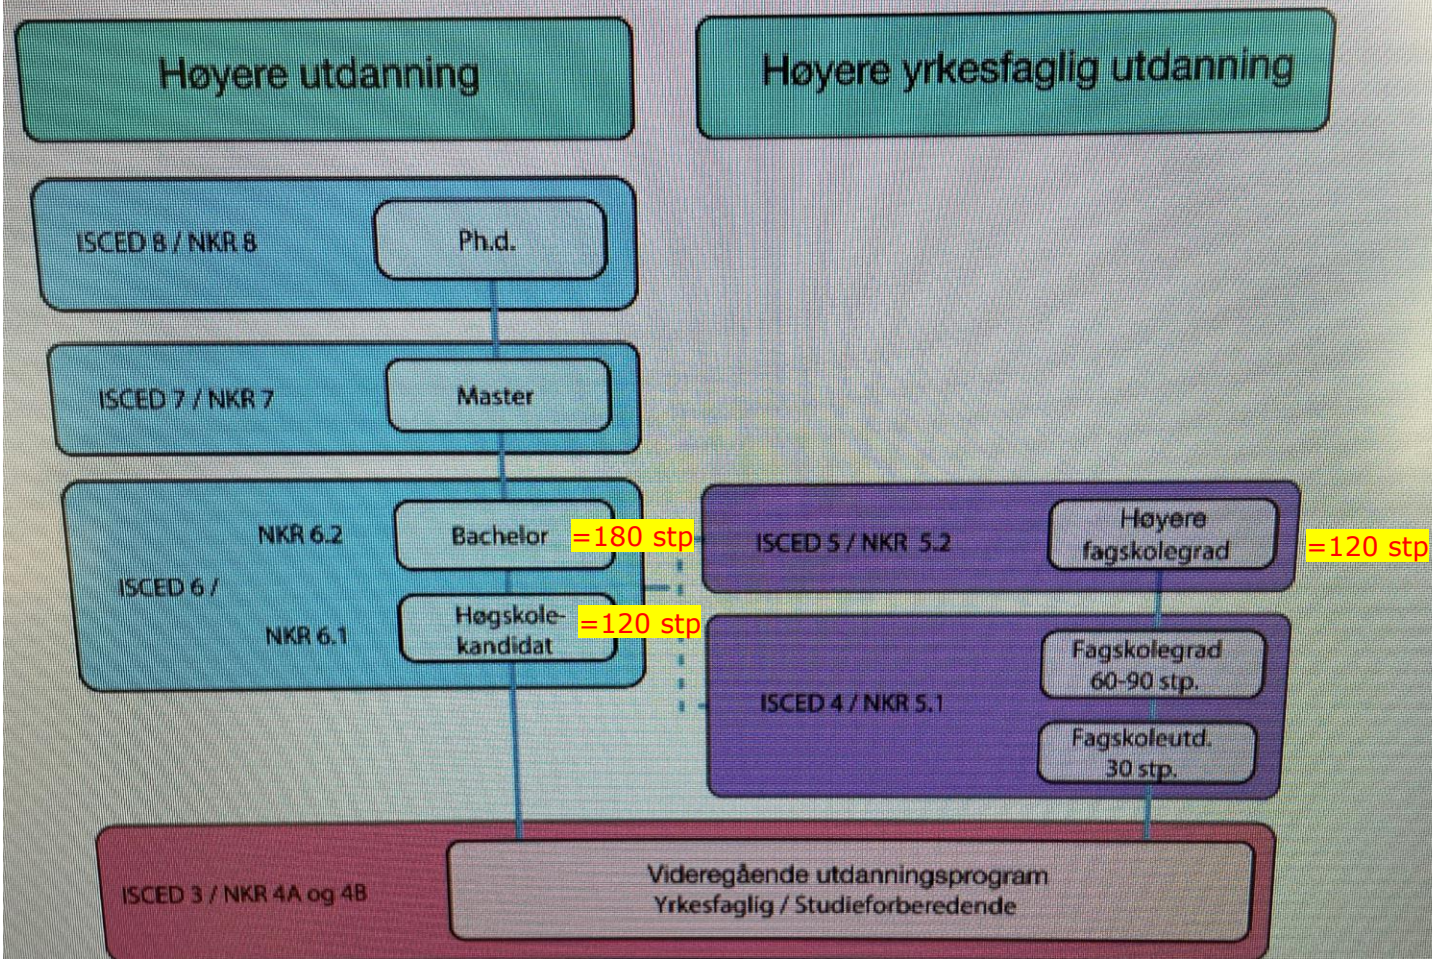 Høyere utdanning
Høyere yrkesfaglig utdanning
ISCED 8 / NKR 8
Ph.d.
ISCED 7 / NKR 7
Master
NKR 6.2
Bachelor
=180 stp
ISCED 6 /
NKR 6.1
Høgskole-
kandidat
=120 stp
ISCED 5 / NKR 5.2
Høyere
fagskolegrad
=120 stp
ISCED 4 / NKR 5.1
Fagskolegrad
60-90 stp.
Fagskoleutd.
30 stp.
ISCED 3 / NKR 4A og 4B
Videregående utdanningsprogram
Yrkesfaglig / Studieforberedende